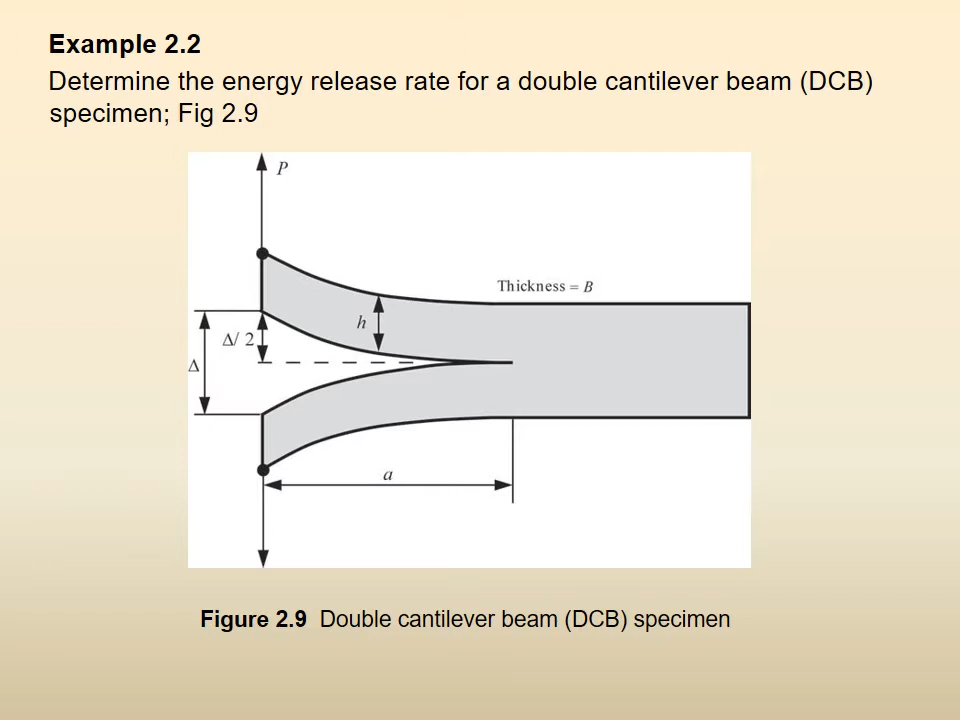 Example 2.2
Determine the energy release rate for a double cantilever beam (DCB)
specimen; Fig 2.9
P
Thickness = B
h
Δ/ 2
Δ
a
Figure 2.9 Double cantilever beam (DCB) specimen